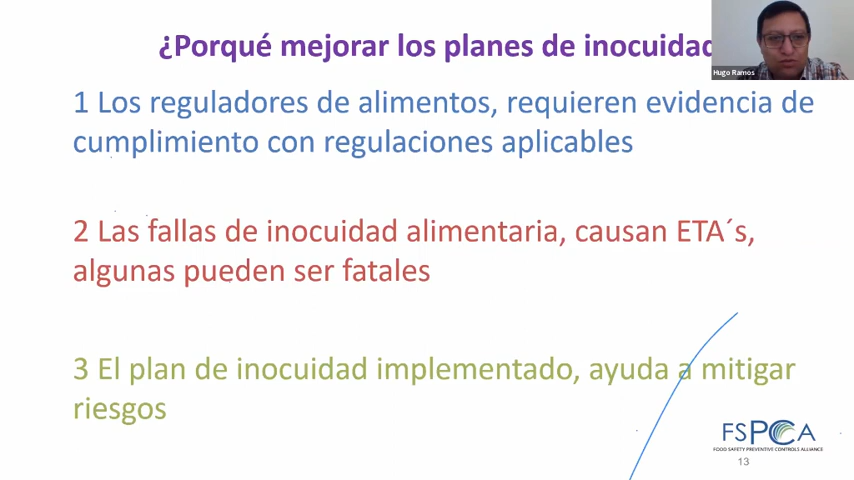 ¿Porqué mejorar los planes de inocuidad
Hugo Ramos
1 Los reguladores de alimentos, requieren evidencia de
cumplimiento con regulaciones aplicables
2 Las fallas de inocuidad alimentaria, causan ETA´s,
algunas pueden ser fatales
3 El plan de inocuidad implementado, ayuda a mitigar
riesgos
FSPCA
FOOD SAFETY PREVENTIVE CONTROLS ALLIANCE
13